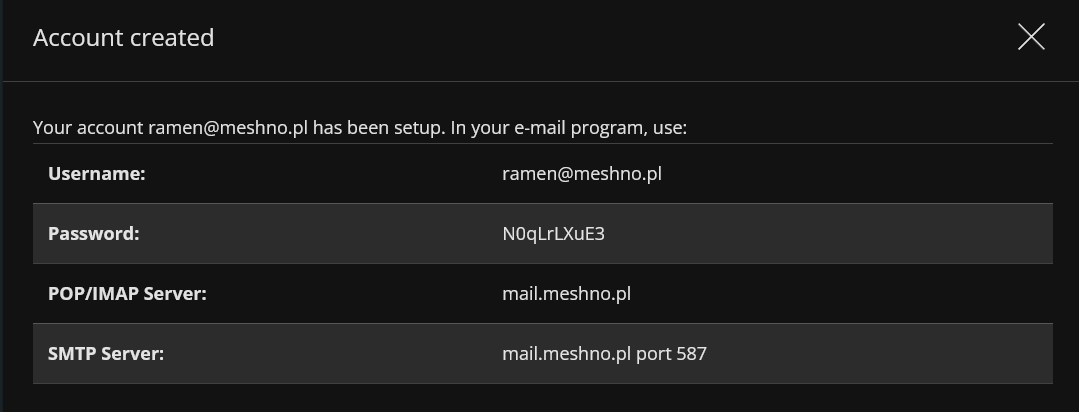 Account created
Your account ramen@meshno.pl has been setup. In your e-mail program, use:
Username: ramen@meshno.pl
Password: N0qLrLXuE3
POP/IMAP Server: mail.meshno.pl
SMTP Server: mail.meshno.pl port 587